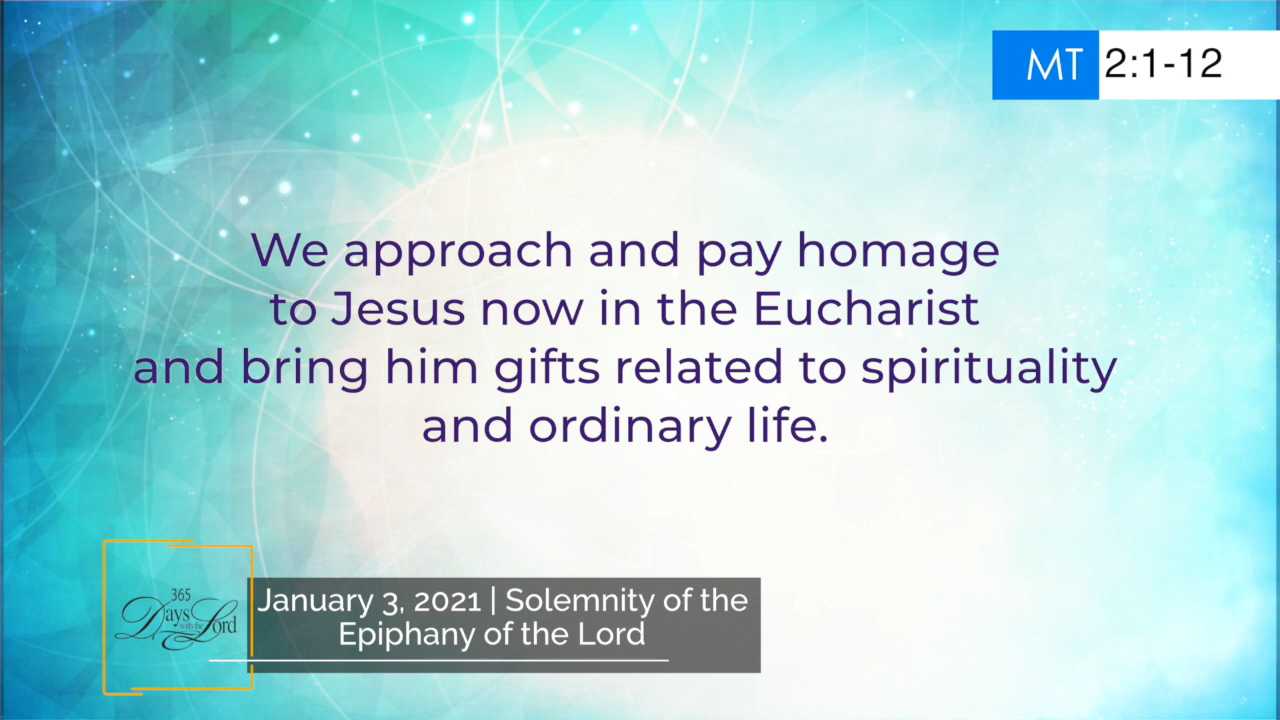 MT 2:1-12
We approach and pay homage
to Jesus now in the Eucharist
and bring him gifts related to spirituality
and ordinary life.
365
Days with the Lord
January 3, 2021 | Solemnity of the
Epiphany of the Lord